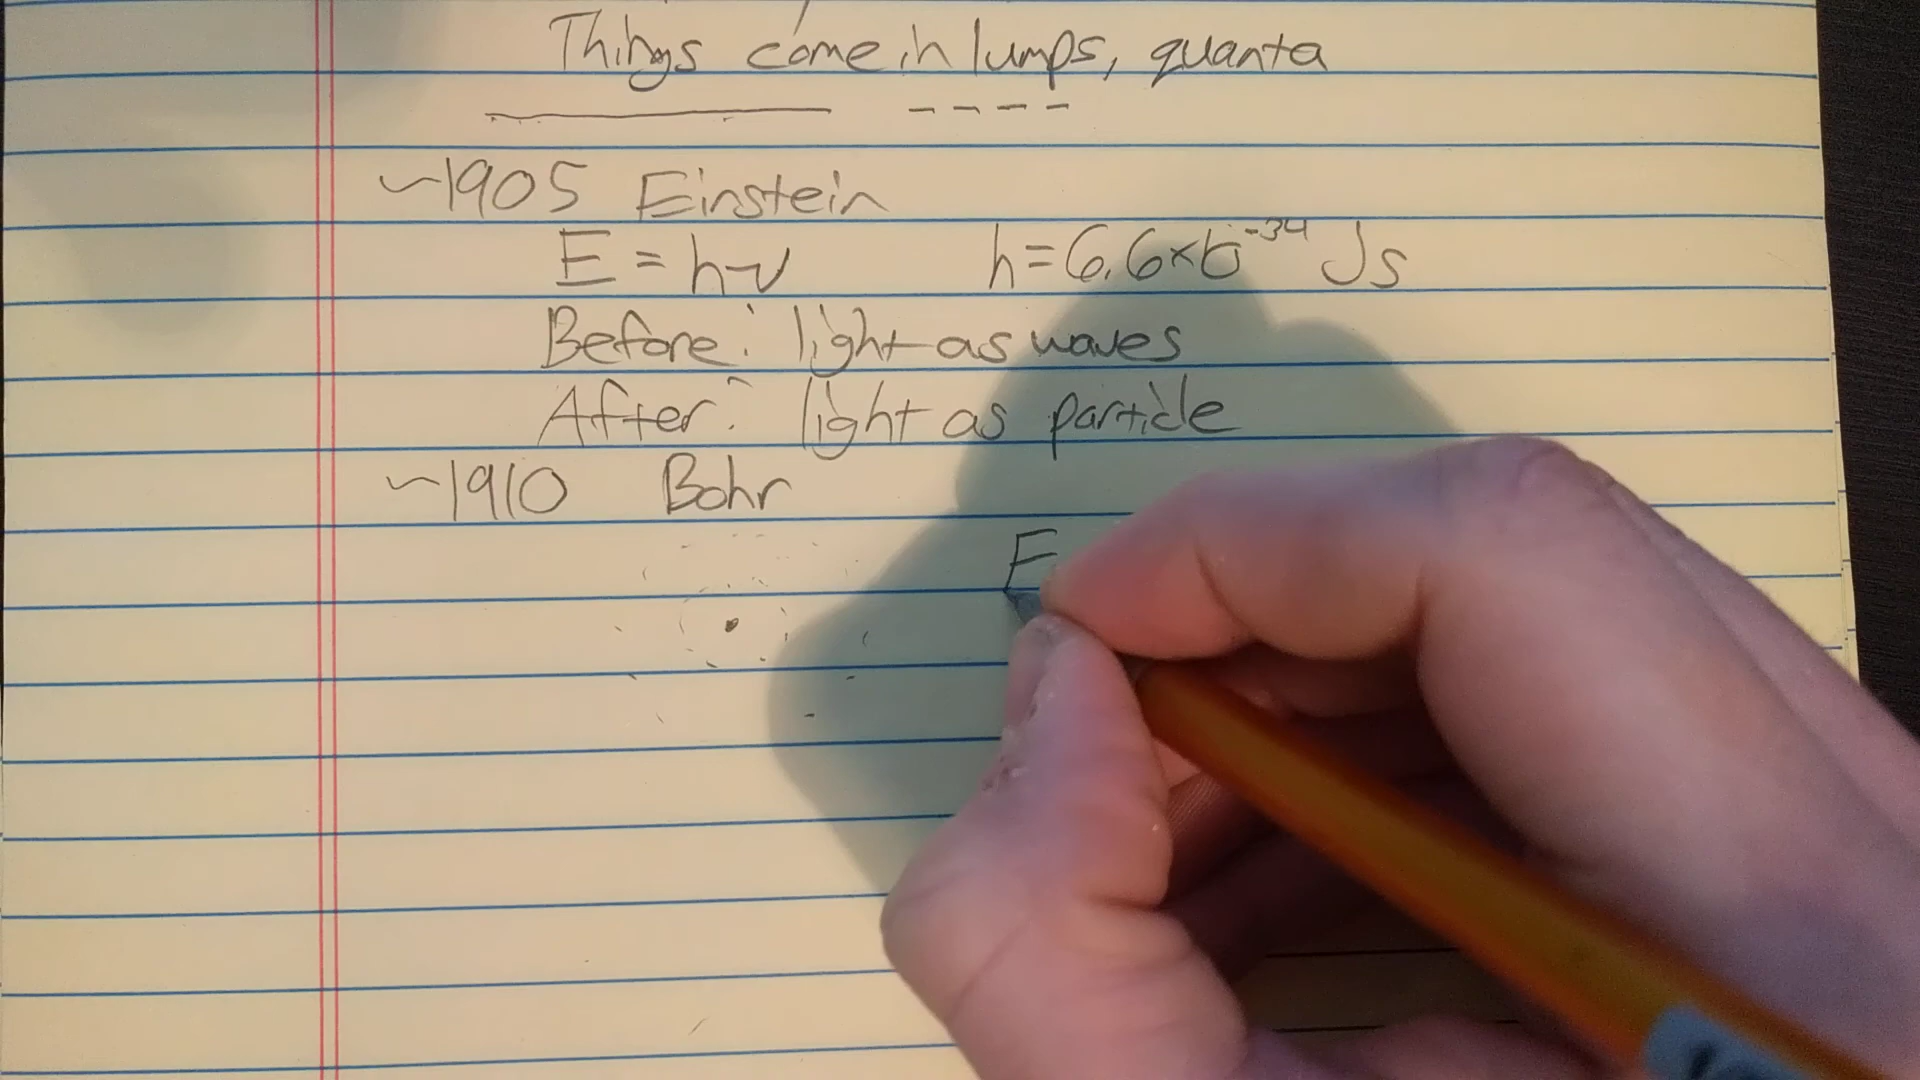 Things come in lumps, quanta
~1905 Einstein
E = hν h=6.6×10⁻³⁴ Js
Before: light as waves
After: light as particle
~1910 Bohr
E